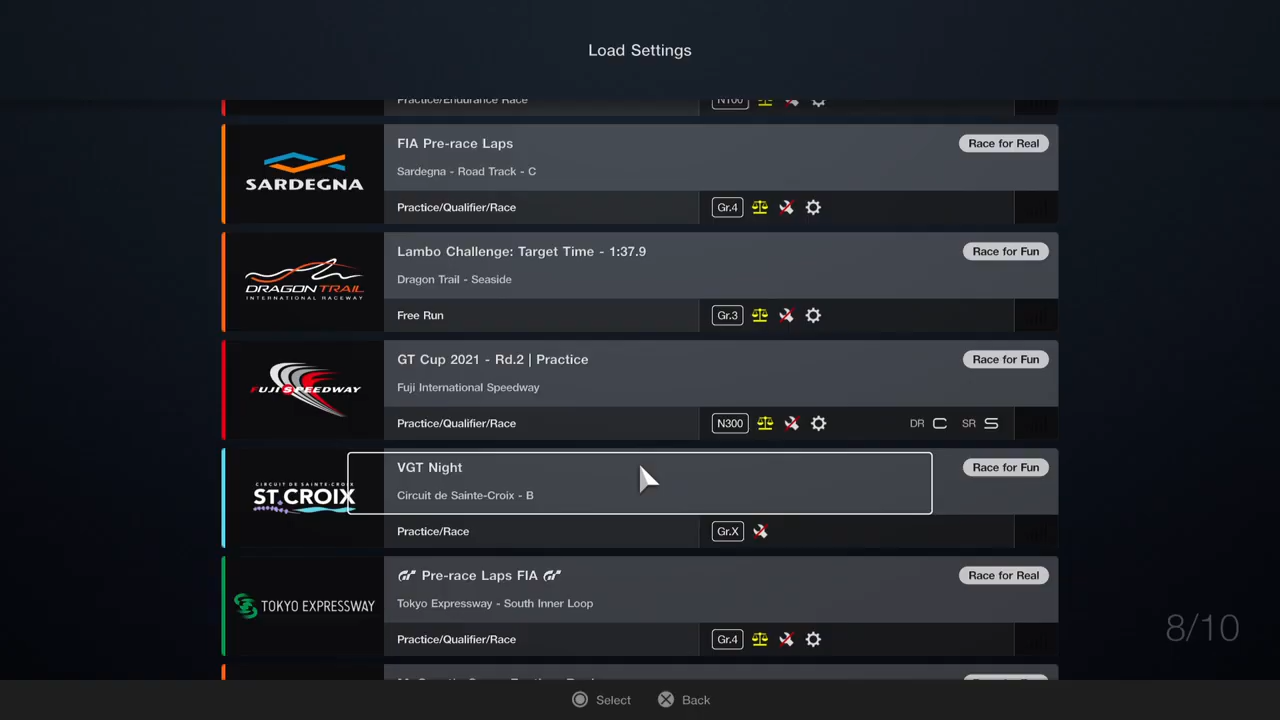 Load Settings
Practice/Endurance Race
N100
FIA Pre-race Laps
Race for Real
SARDEGNA
Sardegna - Road Track - C
Practice/Qualifier/Race
Gr.4
Lambo Challenge: Target Time - 1:37.9
Race for Fun
DRAGON TRAIL
INTERNATIONAL RACEWAY
Dragon Trail - Seaside
Free Run
Gr.3
GT Cup 2021 - Rd.2 | Practice
Race for Fun
FUJI SPEEDWAY
Fuji International Speedway
Practice/Qualifier/Race
N300
DR C SR S
VGT Night
Race for Fun
CIRCUIT DE SAINTE-CROIX
ST.CROIX
Circuit de Sainte-Croix - B
Practice/Race
Gr.X
Pre-race Laps FIA
Race for Real
TOKYO EXPRESSWAY
Tokyo Expressway - South Inner Loop
Practice/Qualifier/Race
Gr.4
8/10
Select
Back